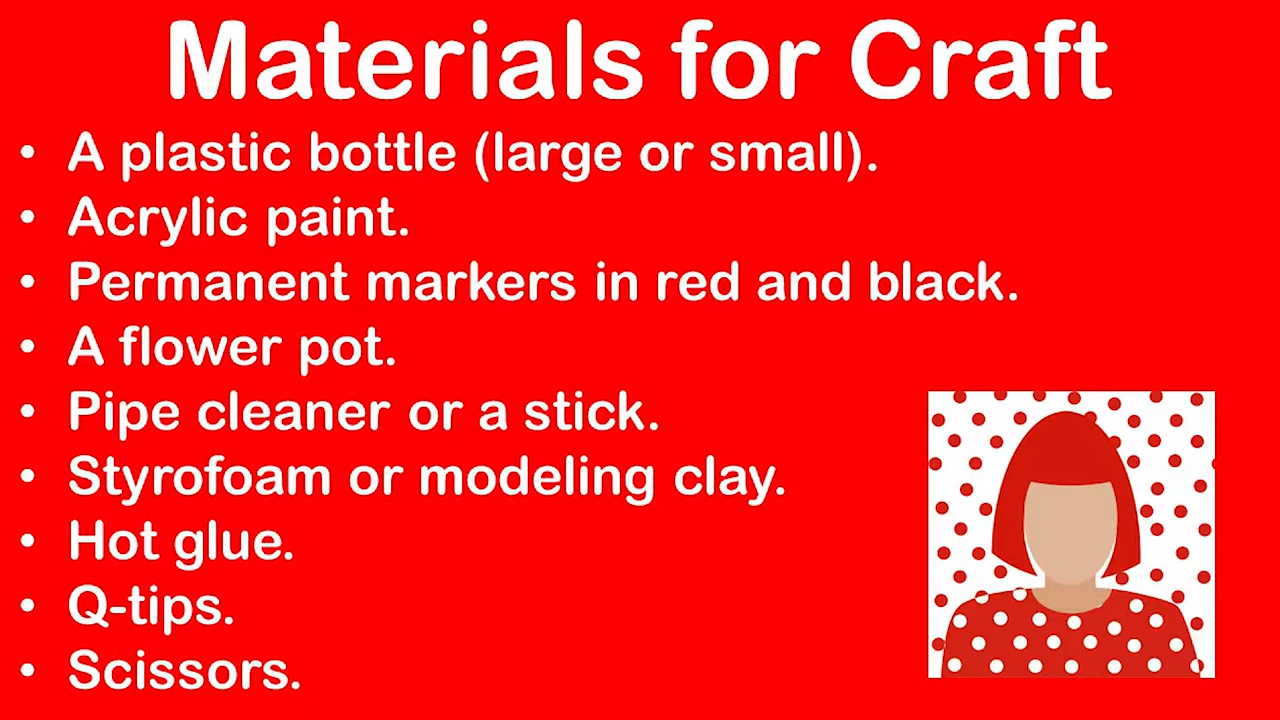 Materials for Craft
• A plastic bottle (large or small).
• Acrylic paint.
• Permanent markers in red and black.
• A flower pot.
• Pipe cleaner or a stick.
• Styrofoam or modeling clay.
• Hot glue.
• Q-tips.
• Scissors.